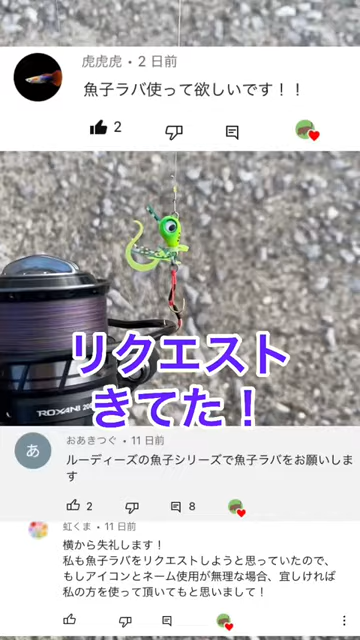 虎虎虎・2 日前
魚子ラバ使って欲しいです！！
2
ROXANI 200
リクエスト
きてた！
あ
おあきつぐ・11 日前
ルーディーズの魚子シリーズで魚子ラバをお願いしま
す
2
8
虹くま・11 日前
横から失礼します！
私も魚子ラバをリクエストしようと思っていたので、
もしアイコンとネーム使用が無理な場合、宜しければ
私の方を使って頂いてもと思いまして！